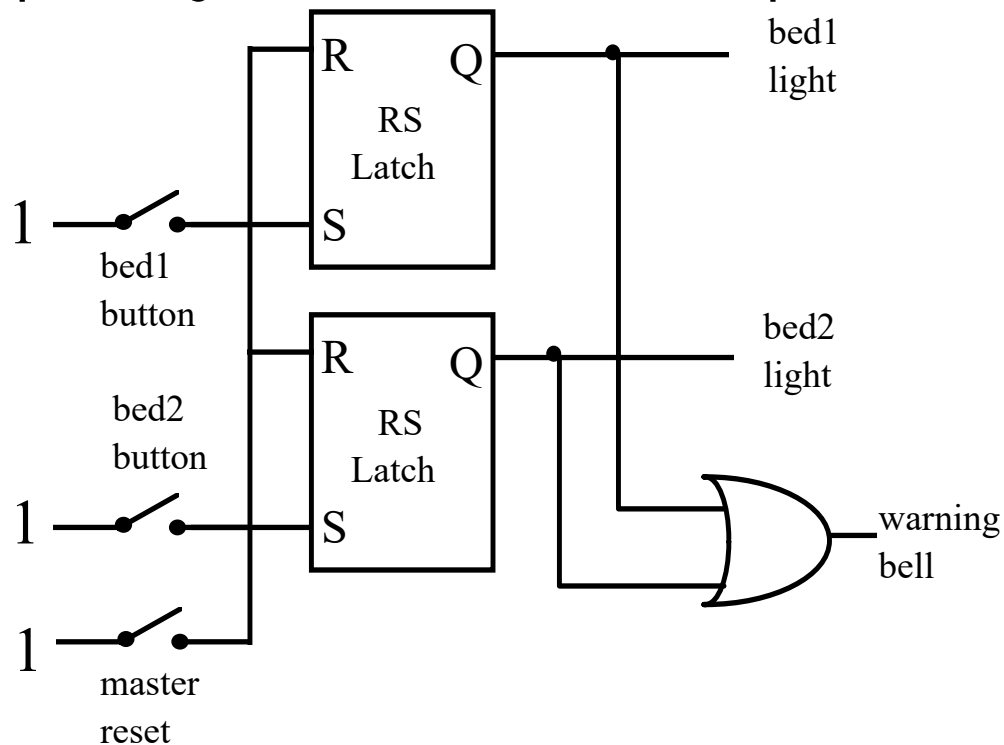 bed1
light
R
Q
RS
Latch
1
S
bed1
button
bed2
light
R
Q
bed2
button
RS
Latch
1
S
warning
bell
1
master
reset